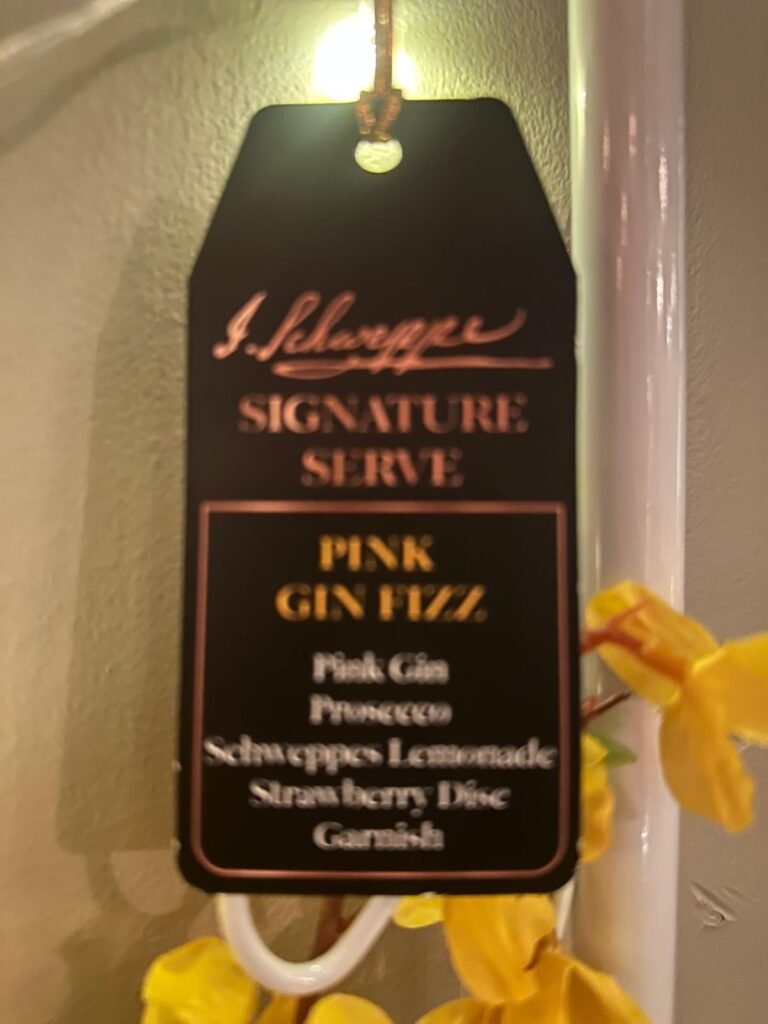 J. Schweppe
SIGNATURE
SERVE
PINK
GIN FIZZ
Pink Gin
Prosecco
Schweppes Lemonade
Strawberry Disc
Garnish